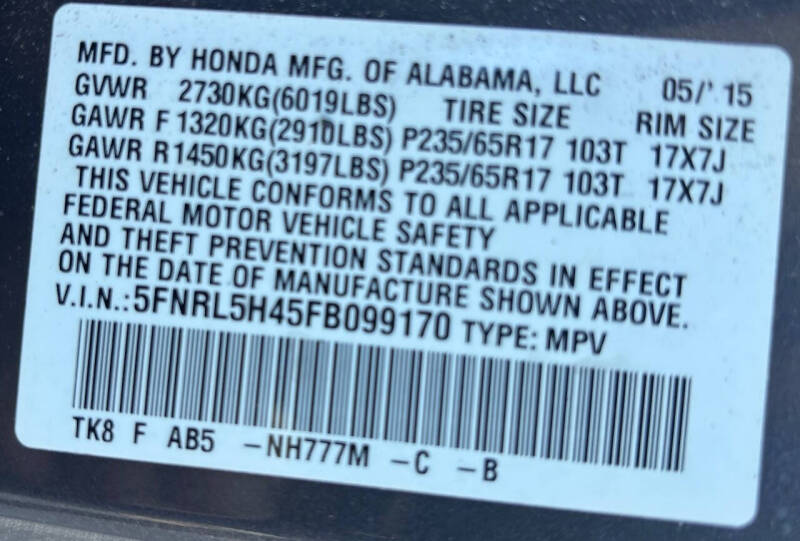 MFD. BY HONDA MFG. OF ALABAMA, LLC 05/' 15
GVWR 2730KG(6019LBS) TIRE SIZE RIM SIZE
GAWR F 1320KG(2910LBS) P235/65R17 103T 17X7J
GAWR R1450KG(3197LBS) P235/65R17 103T 17X7J
THIS VEHICLE CONFORMS TO ALL APPLICABLE
FEDERAL MOTOR VEHICLE SAFETY
AND THEFT PREVENTION STANDARDS IN EFFECT
ON THE DATE OF MANUFACTURE SHOWN ABOVE.
V.I.N.:5FNRL5H45FB099170 TYPE: MPV
TK8 F AB5 -NH777M -C -B